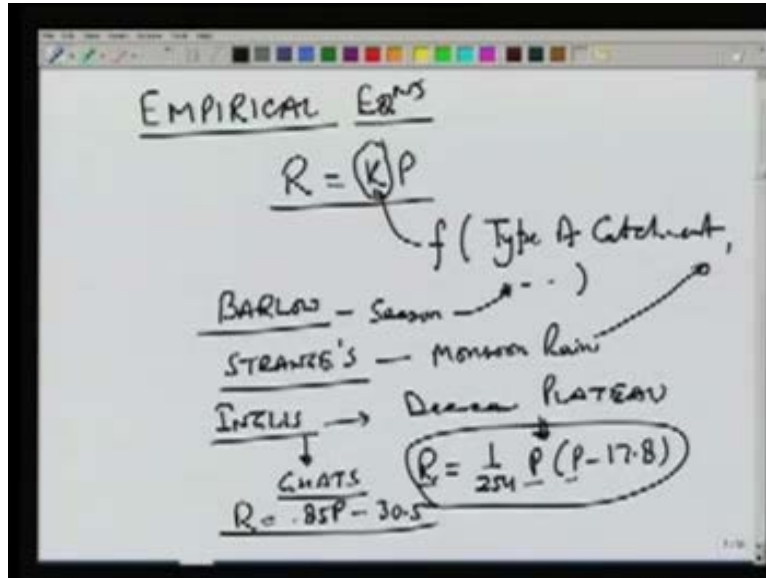 EMPIRICAL EQNS
R = K P
f ( Type of Catchment,
BARLOW - Season - - - )
STRANGE'S - Monsoon Rain
INGLIS → Deccan PLATEAU
GHATS
R = .85P - 30.5
R = 1/254 P (P - 17.8)